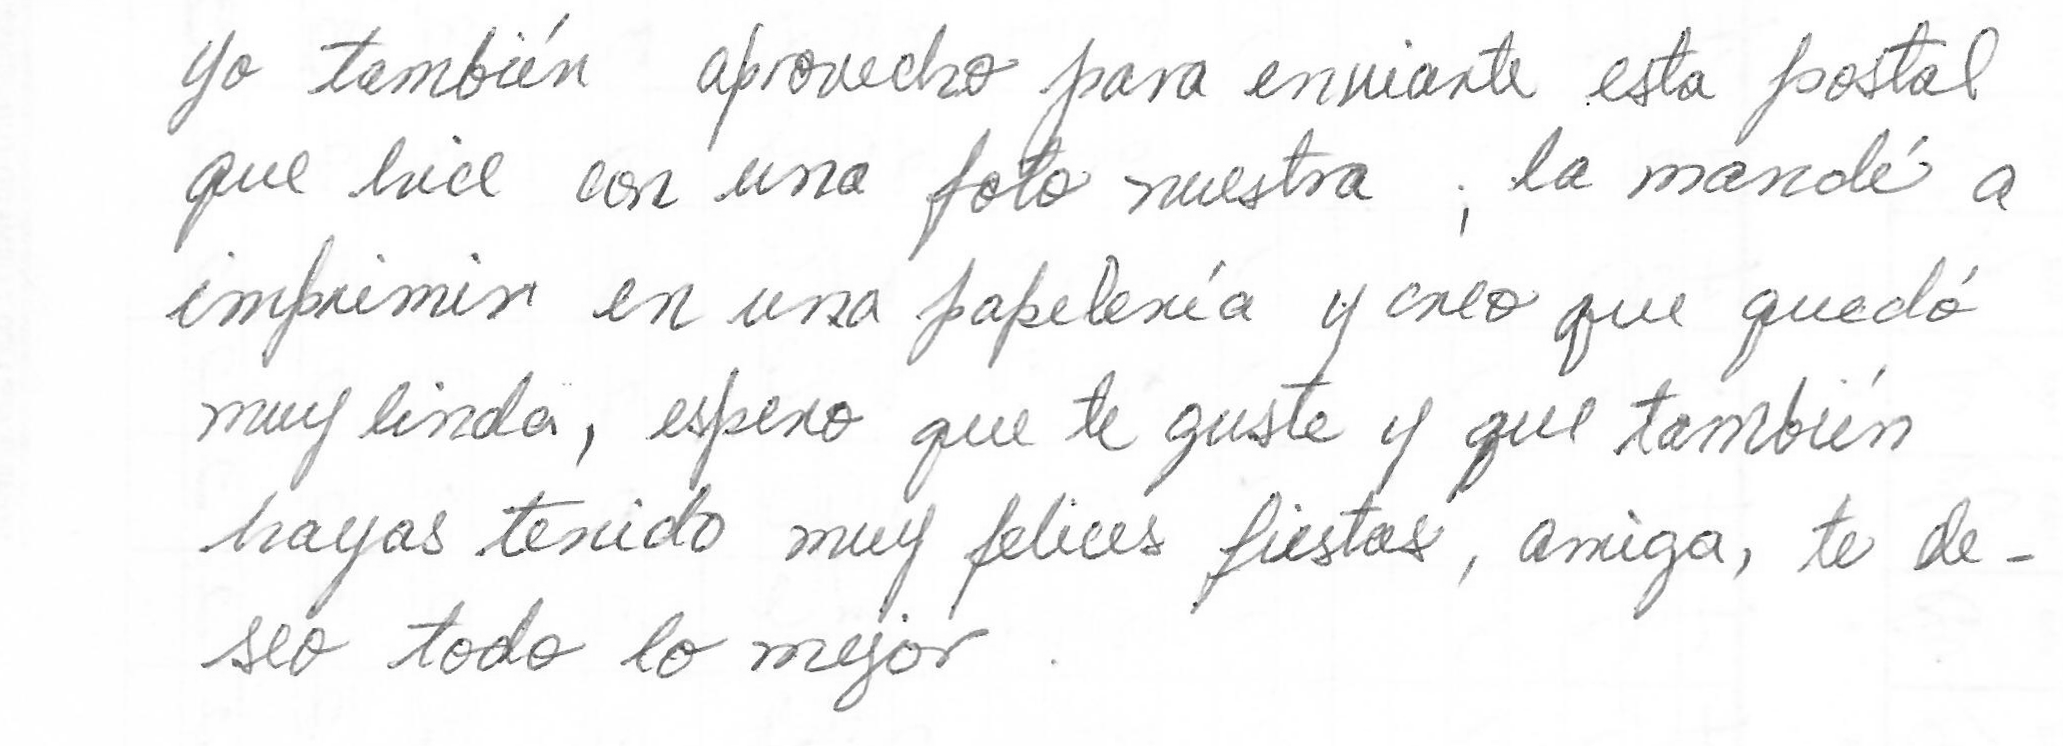 yo también aprovecho para enviarte esta postal
que hice con una foto nuestra ; la mandé a
imprimir en una papelería y creo que quedó
muy linda, espero que te guste y que también
hayas tenido muy felices fiestas, amiga, te de-
seo todo lo mejor.